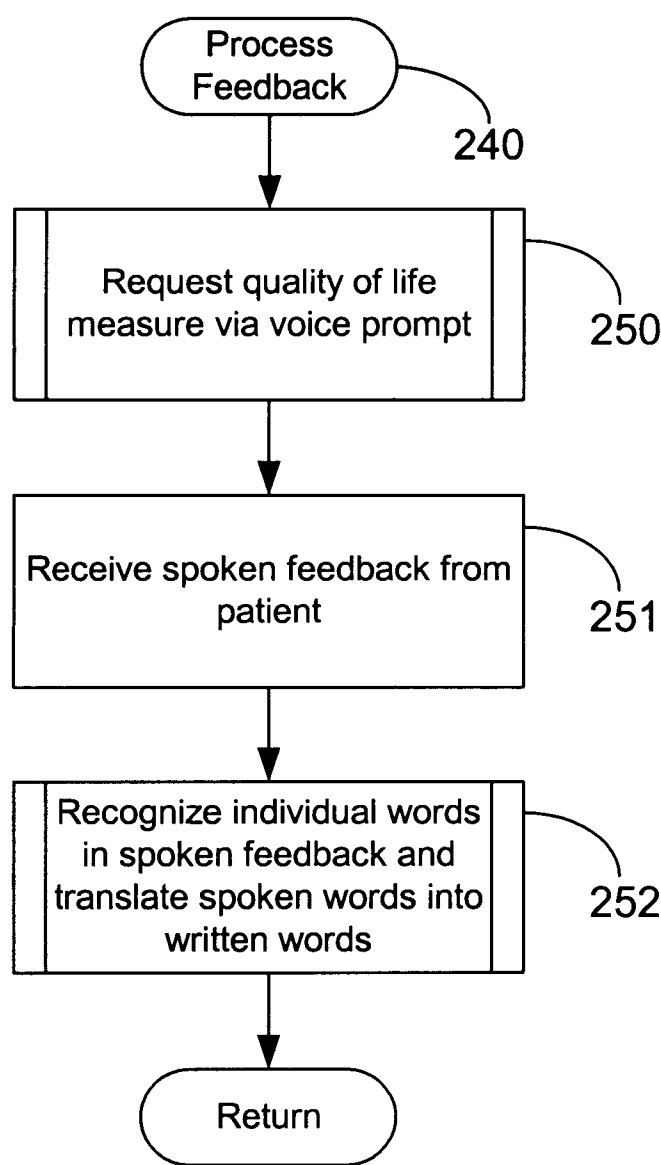 Process
Feedback
240
Request quality of life
measure via voice prompt
250
Receive spoken feedback from
patient
251
Recognize individual words
in spoken feedback and
translate spoken words into
written words
252
Return